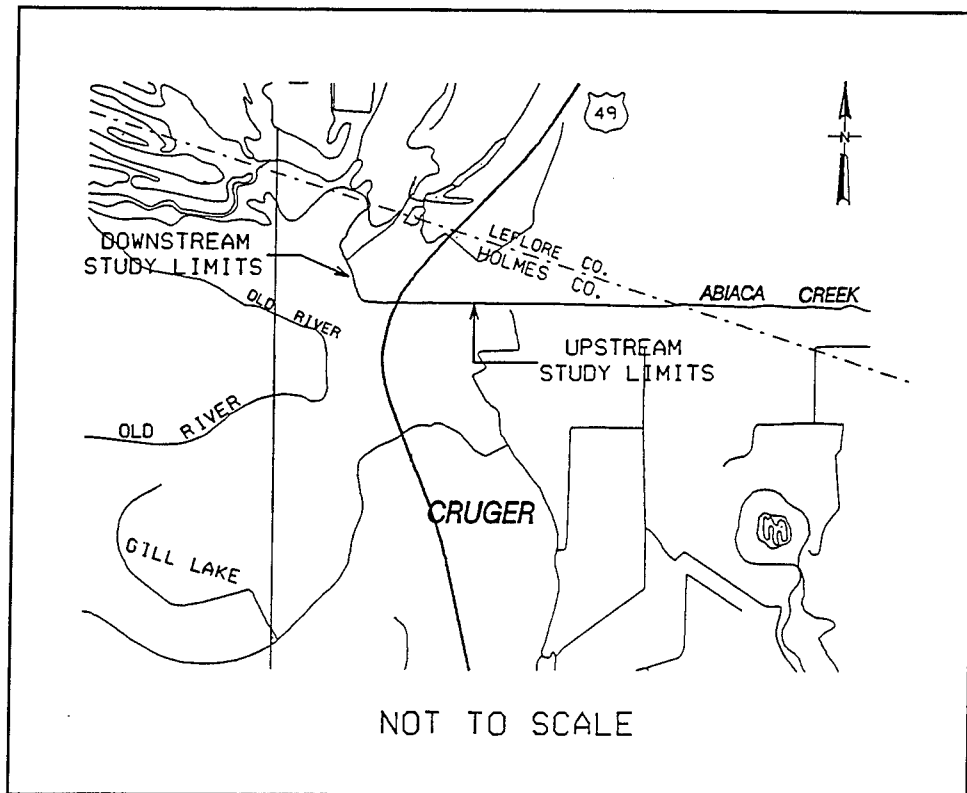 49
N
LEFLORE CO.
HOLMES CO.
DOWNSTREAM
STUDY LIMITS
ABIACA CREEK
OLD RIVER
UPSTREAM
STUDY LIMITS
OLD RIVER
CRUGER
GILL LAKE
NOT TO SCALE